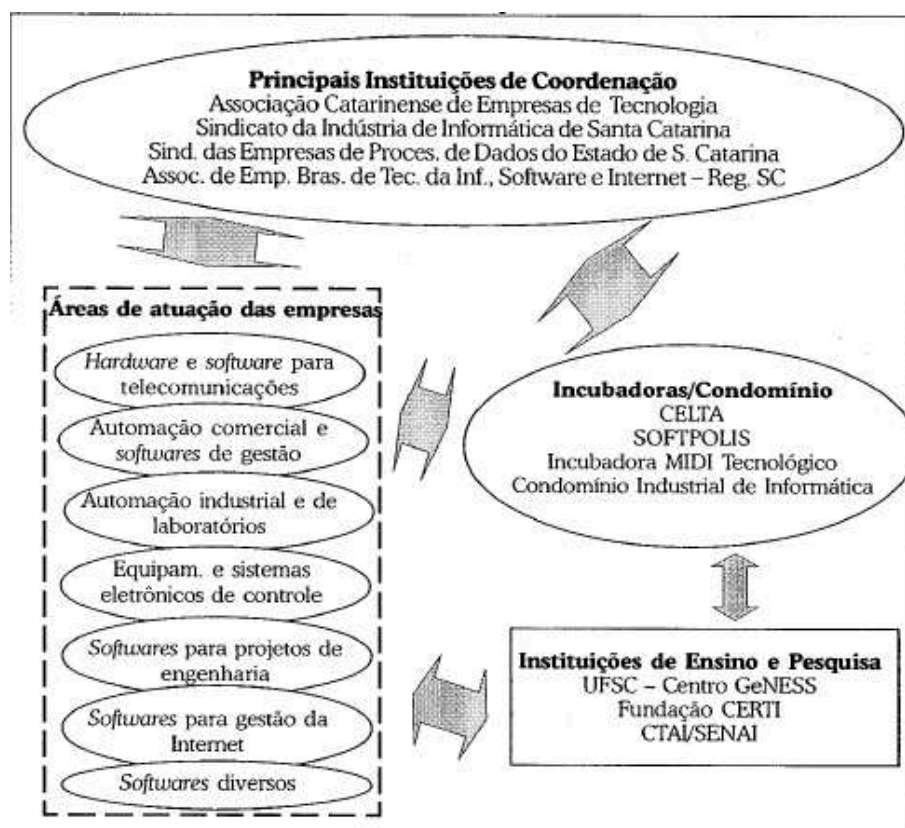 Principais Instituições de Coordenação
Associação Catarinense de Empresas de Tecnologia
Sindicato da Indústria de Informática de Santa Catarina
Sind. das Empresas de Proces. de Dados do Estado de S. Catarina
Assoc. de Emp. Bras. de Tec. da Inf., Software e Internet – Reg. SC
Áreas de atuação das empresas
Hardware e software para
telecomunicações
Automação comercial e
softwares de gestão
Automação industrial e de
laboratórios
Equipam. e sistemas
eletrônicos de controle
Softwares para projetos de
engenharia
Softwares para gestão da
Internet
Softwares diversos
Incubadoras/Condomínio
CELTA
SOFTPOLIS
Incubadora MIDI Tecnológico
Condomínio Industrial de Informática
Instituições de Ensino e Pesquisa
UFSC – Centro GeNESS
Fundação CERTI
CTAI/SENAI